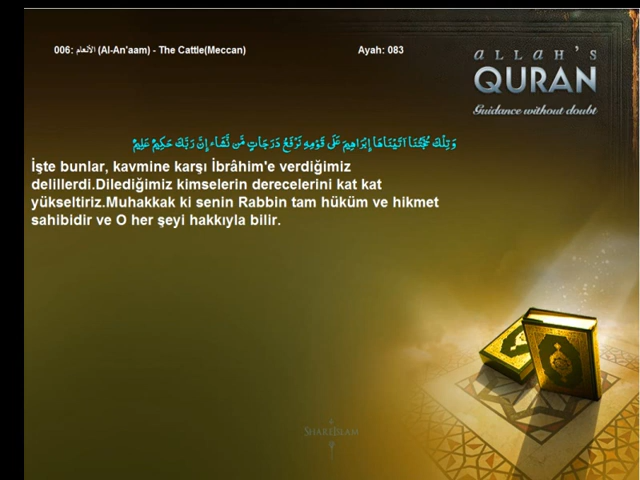 006: الأنعام (Al-An'aam) - The Cattle(Meccan) Ayah: 083
ALLAH'S
QURAN
Guidance without doubt
وَتِلْكَ حُجَّتُنَا آتَيْنَاهَا إِبْرَاهِيمَ عَلَى قَوْمِهِ نَرْفَعُ دَرَجَاتٍ مَّن نَّشَاء إِنَّ رَبَّكَ حَكِيمٌ عَلِيمٌ
İşte bunlar, kavmine karşı İbrâhim'e verdiğimiz
delillerdi.Dilediğimiz kimselerin derecelerini kat kat
yükseltiriz.Muhakkak ki senin Rabbin tam hüküm ve hikmet
sahibidir ve O her şeyi hakkıyla bilir.
SHAREISLAM